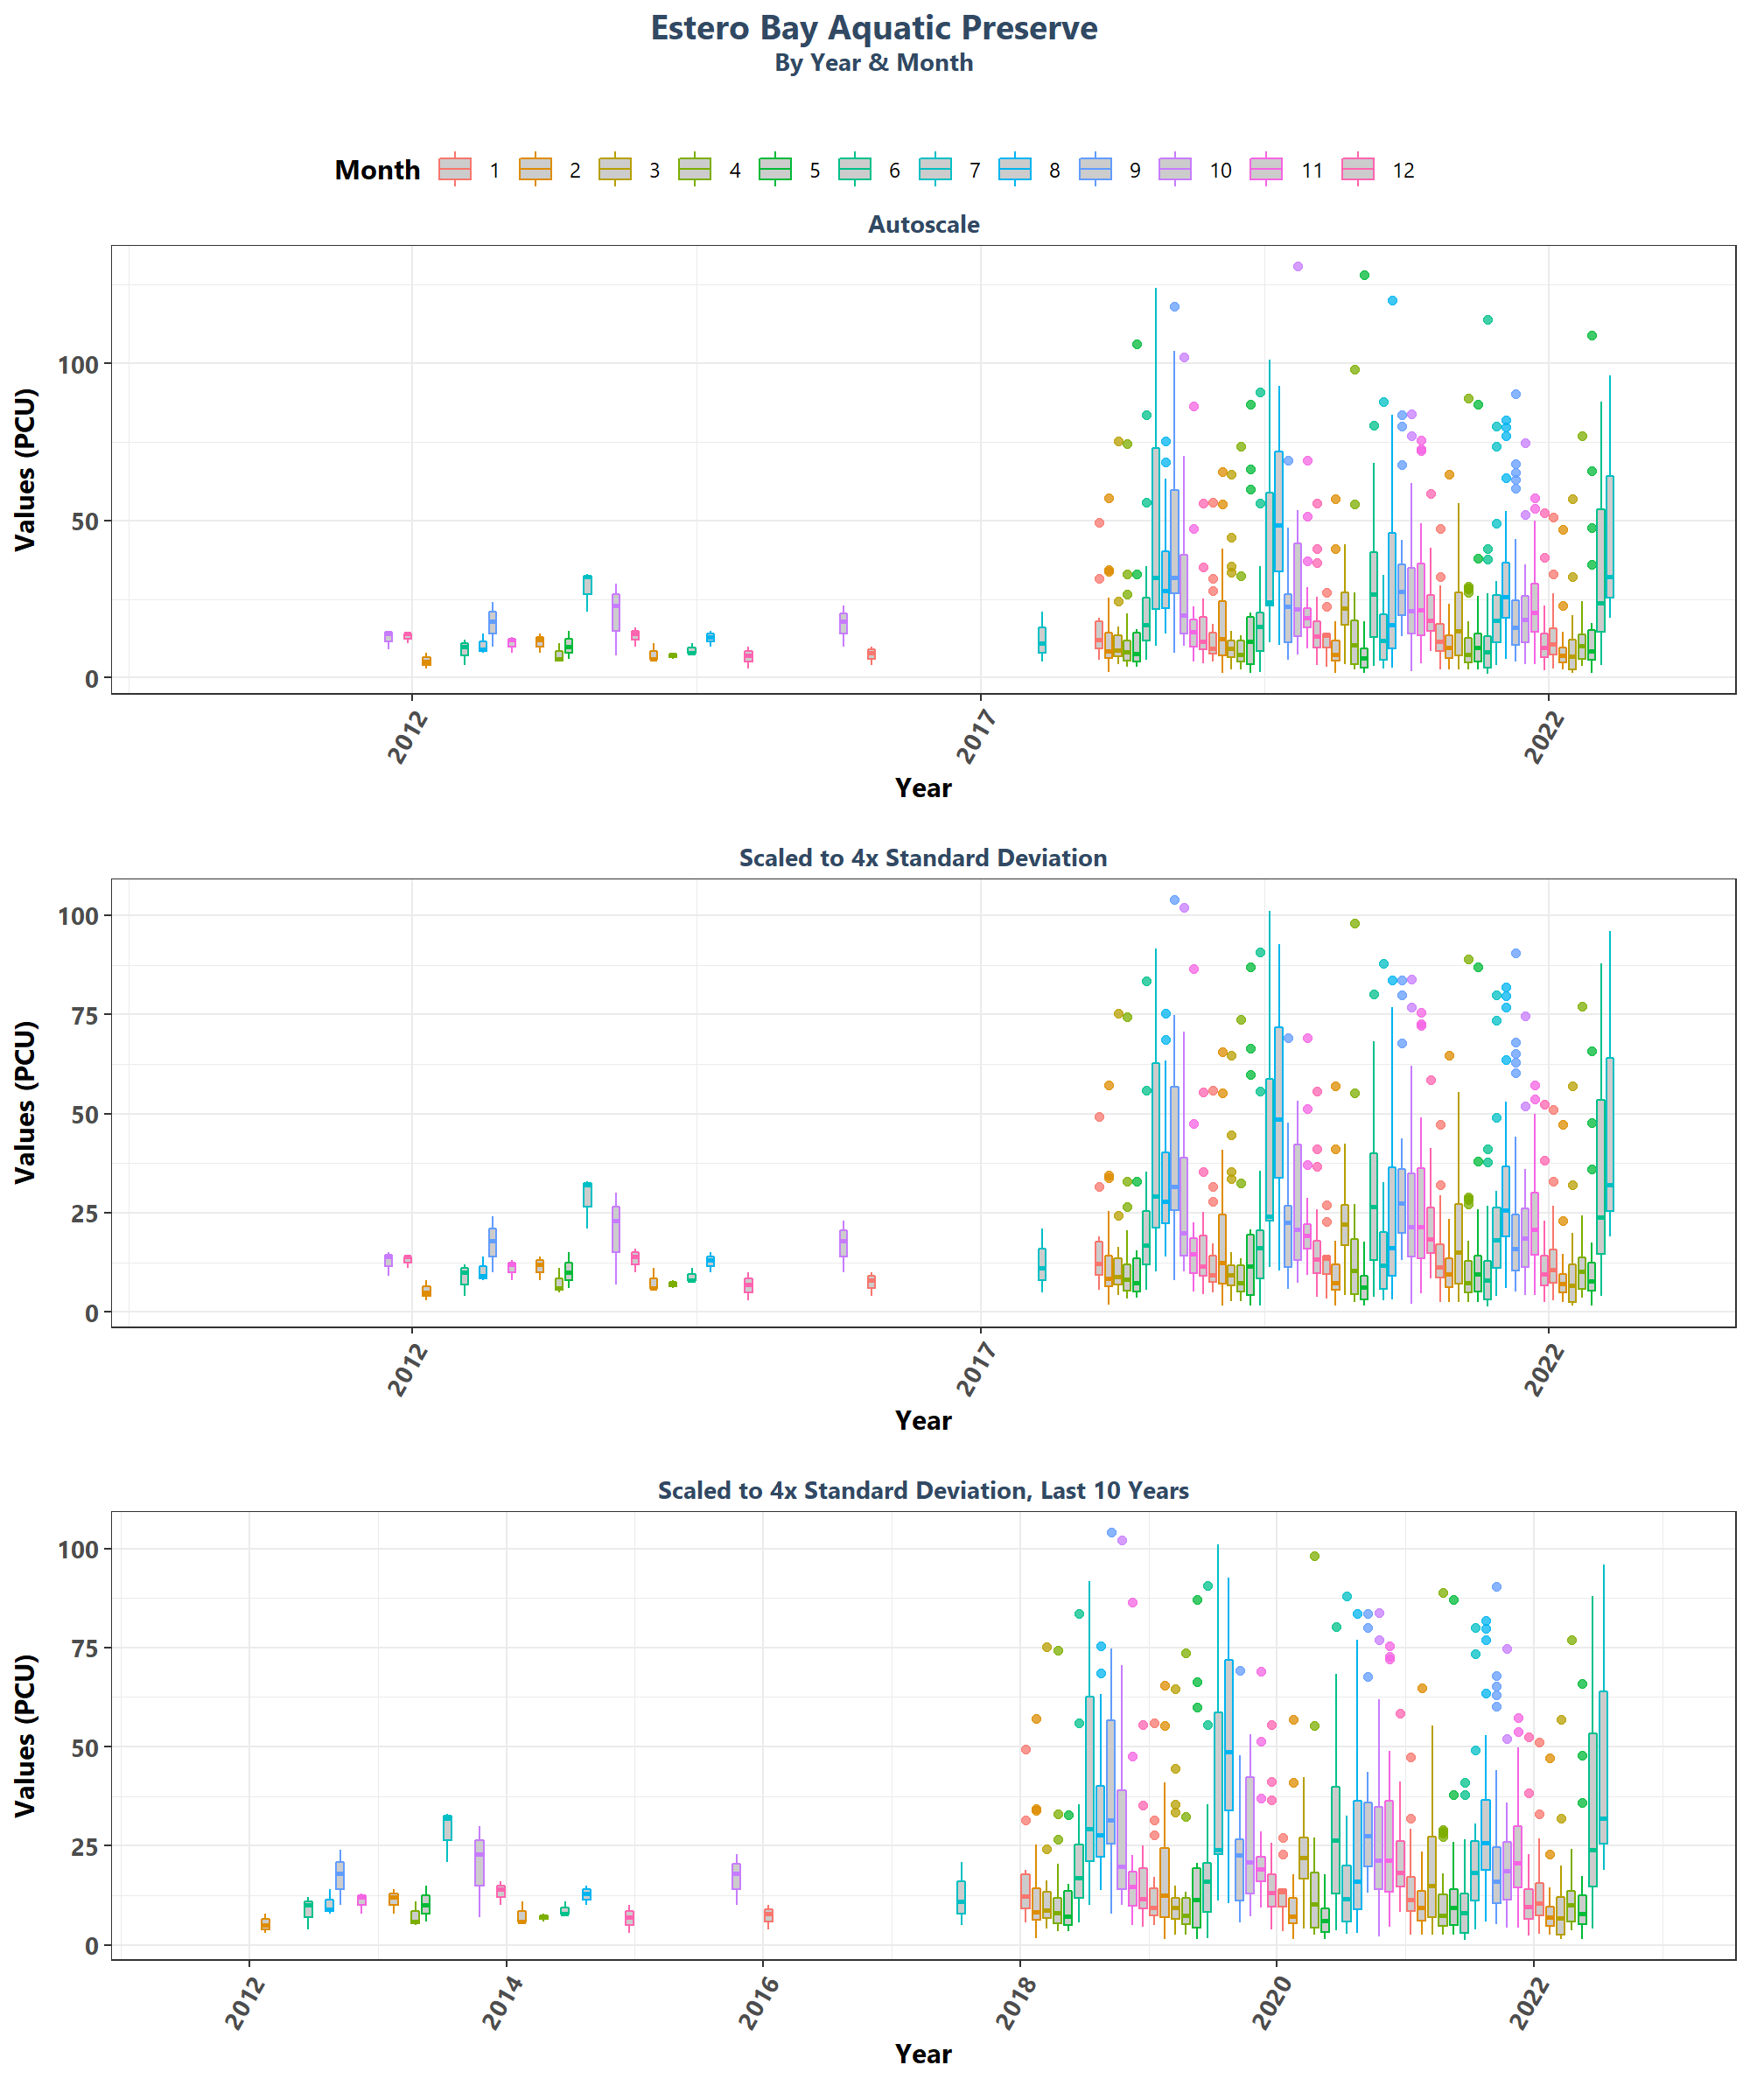 Estero Bay Aquatic Preserve
By Year & Month
Month 1 2 3 4 5 6 7 8 9 10 11 12
Autoscale
Values (PCU)
100
50
0
2012 2017 2022
Year
Scaled to 4x Standard Deviation
Values (PCU)
100
75
50
25
0
2012 2017 2022
Year
Scaled to 4x Standard Deviation, Last 10 Years
Values (PCU)
100
75
50
25
0
2012 2014 2016 2018 2020 2022
Year